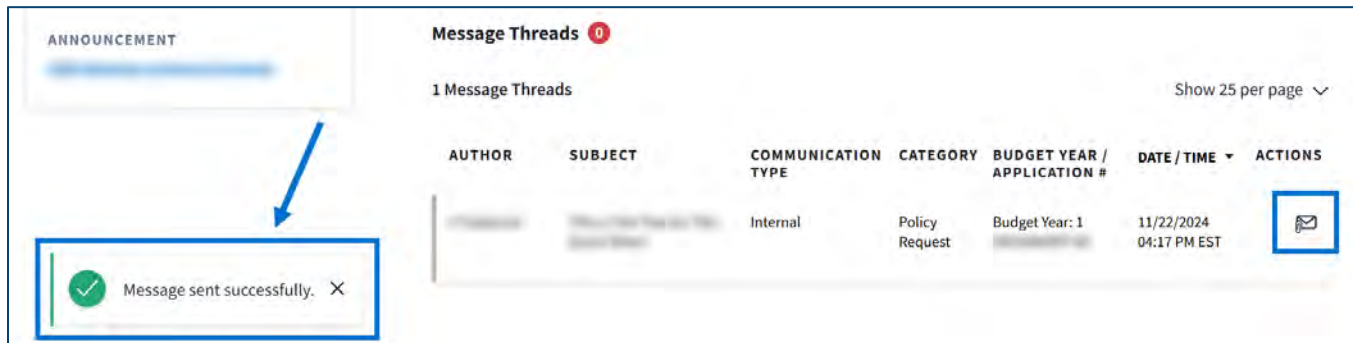 ANNOUNCEMENT
Message Threads 0
1 Message Threads
Show 25 per page
AUTHOR SUBJECT COMMUNICATION TYPE CATEGORY BUDGET YEAR / APPLICATION # DATE / TIME ACTIONS
Internal
Policy Request
Budget Year: 1
11/22/2024
04:17 PM EST
Message sent successfully.